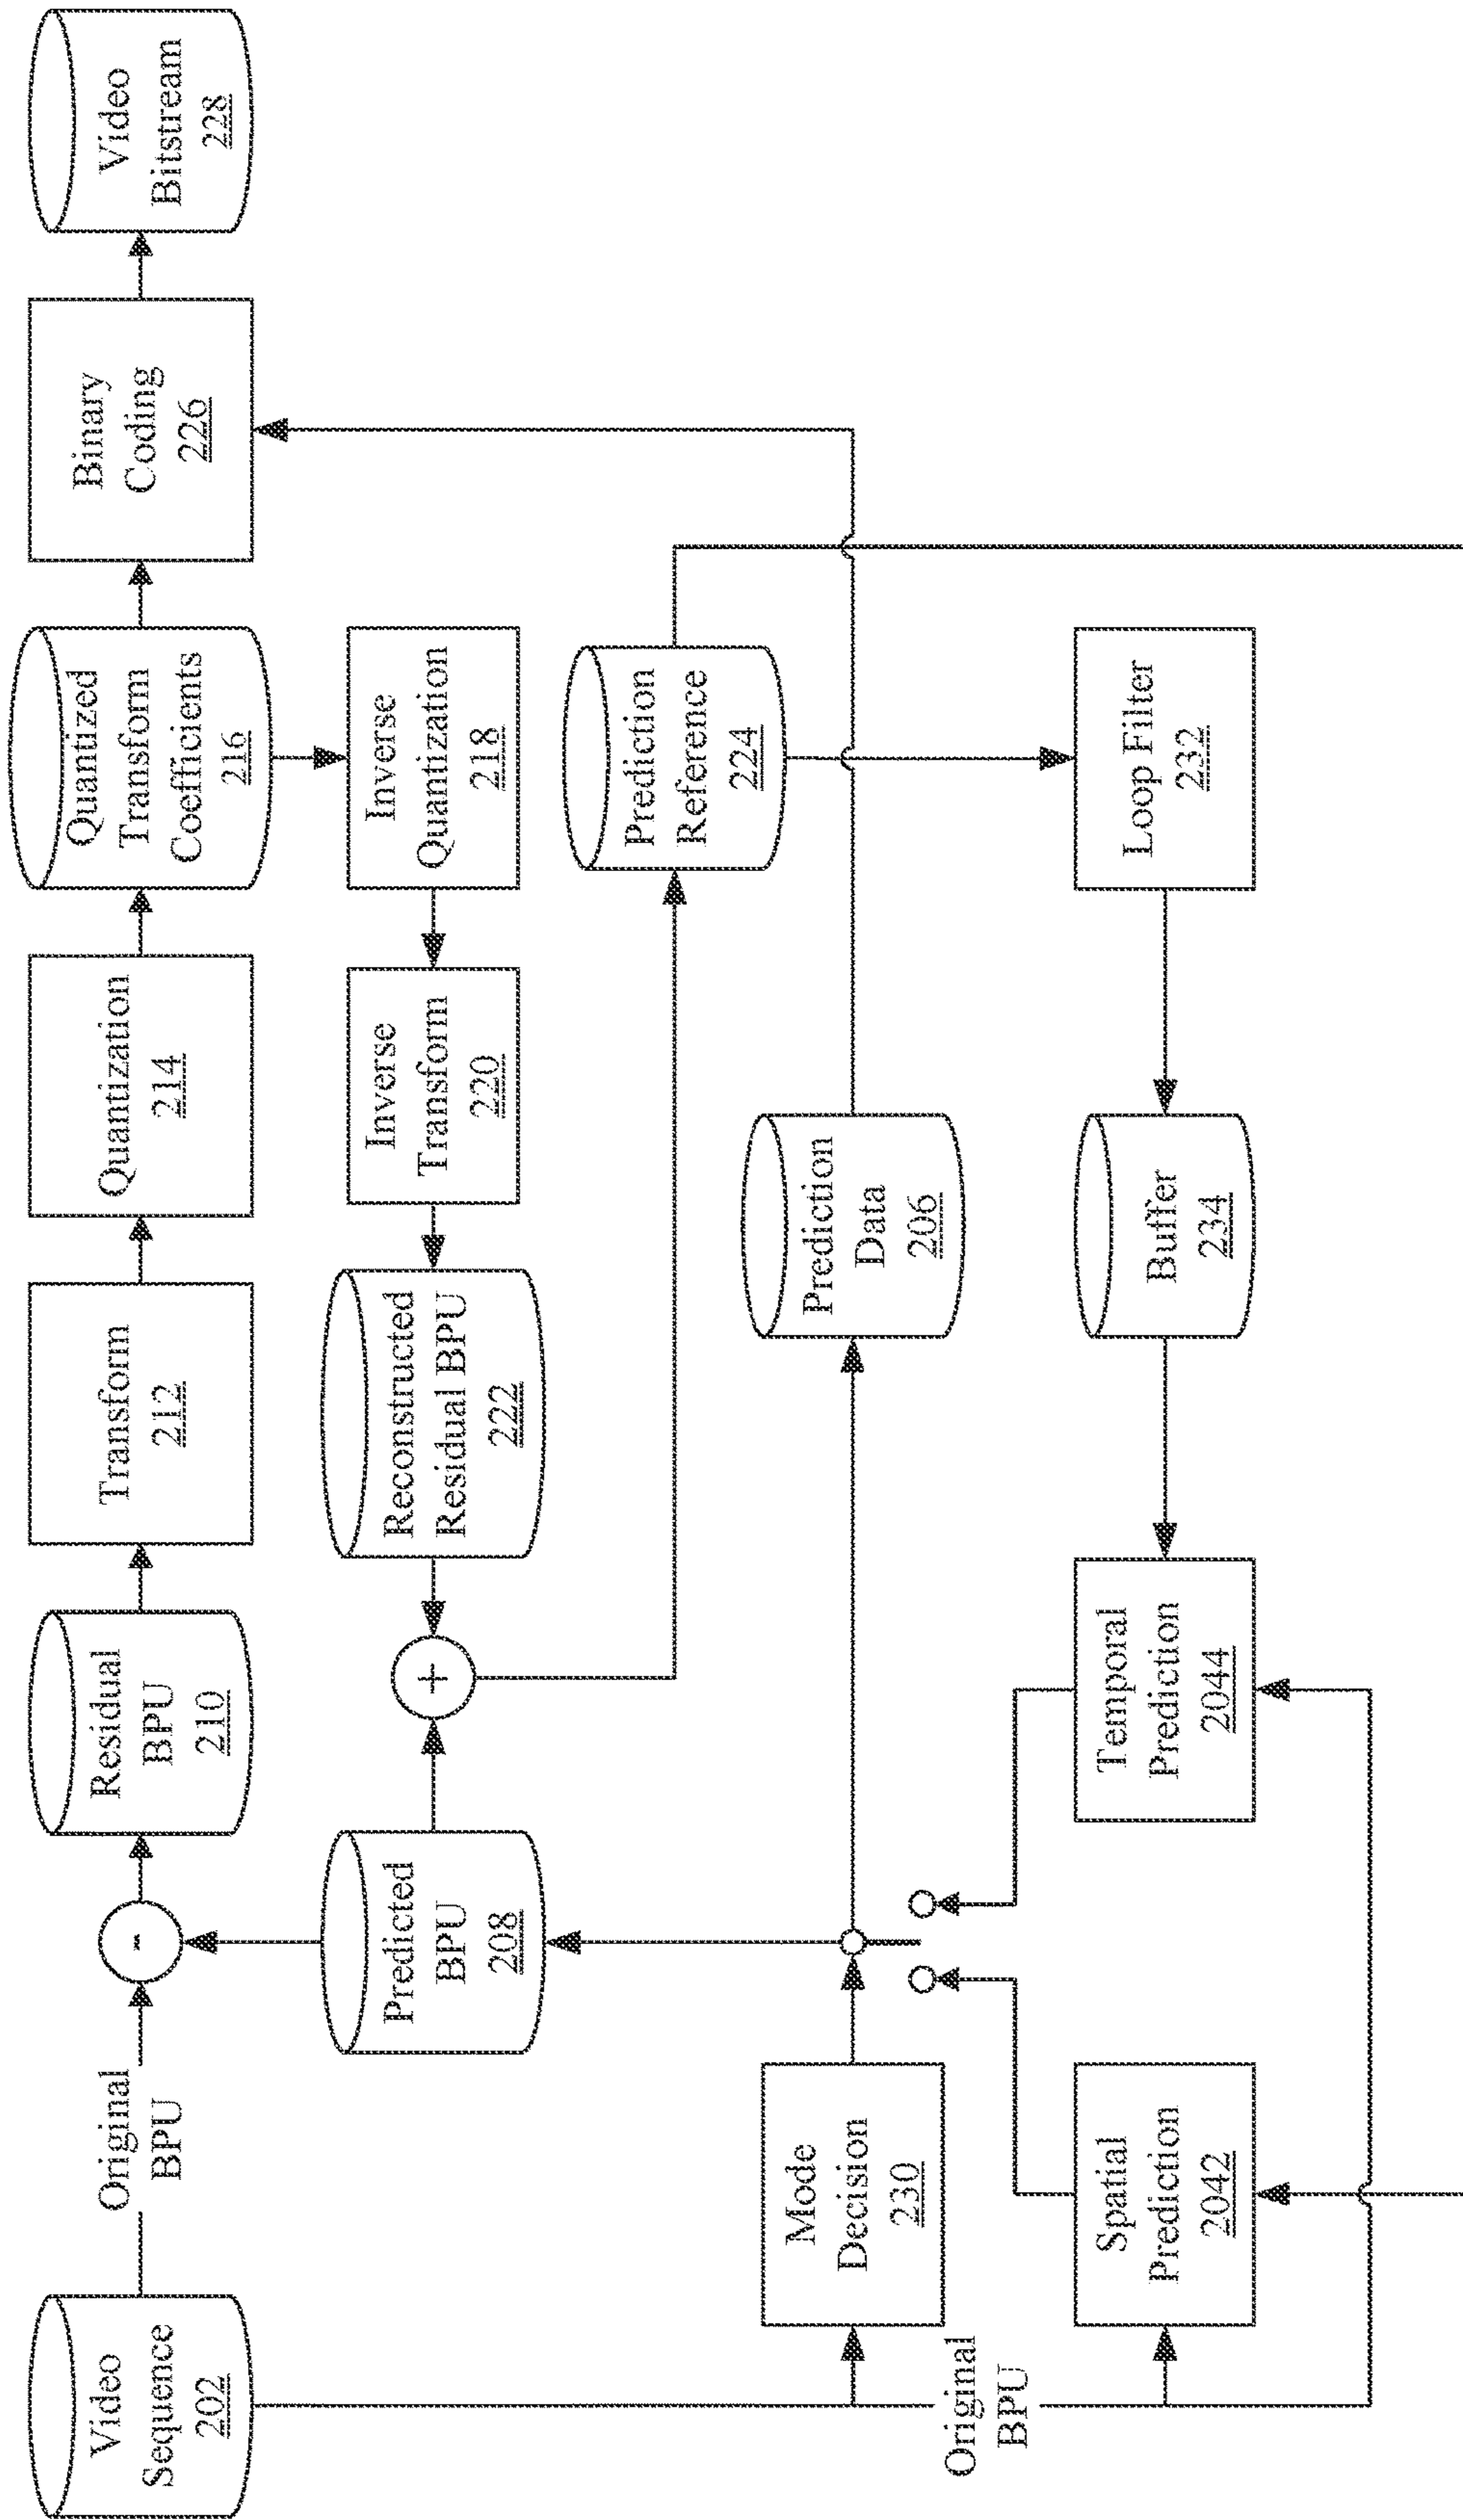 Video
Sequence
202
Original
BPU
-
Residual
BPU
210
Transform
212
Quantization
214
Quantized
Transform
Coefficients
216
Binary
Coding
226
Video
Bitstream
228
Predicted
BPU
208
+
Reconstructed
Residual BPU
222
Inverse
Transform
220
Inverse
Quantization
218
Prediction
Reference
224
Mode
Decision
230
Prediction
Data
206
Original
BPU
Spatial
Prediction
2042
Temporal
Prediction
2044
Buffer
234
Loop Filter
232